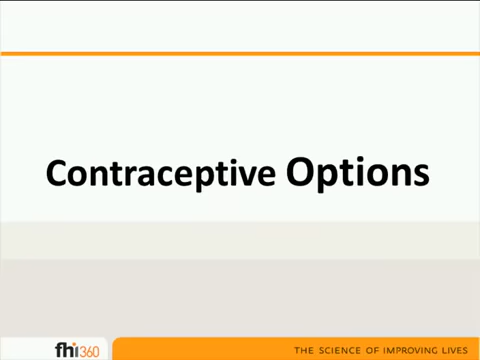 Contraceptive Options
fhi360
THE SCIENCE OF IMPROVING LIVES